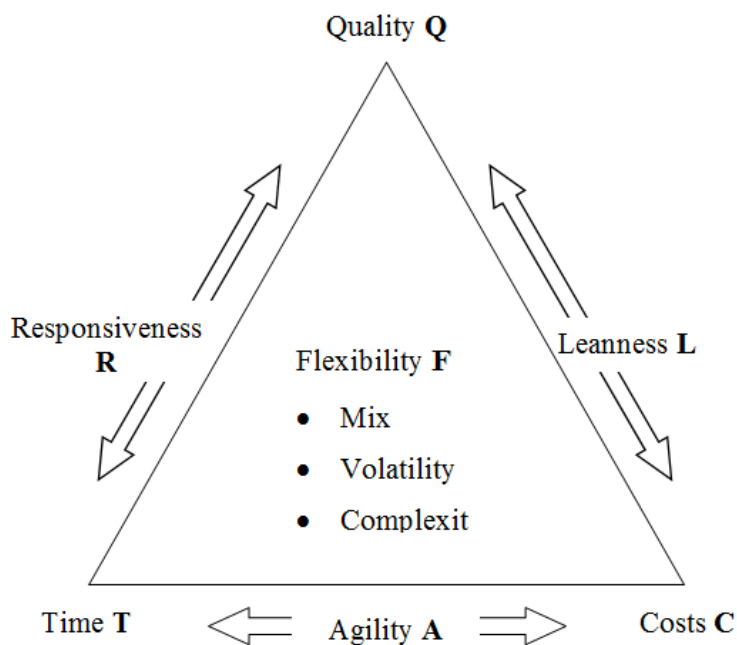 Quality Q
Responsiveness
R
Leanness L
Flexibility F
• Mix
• Volatility
• Complexit
Time T
Agility A
Costs C